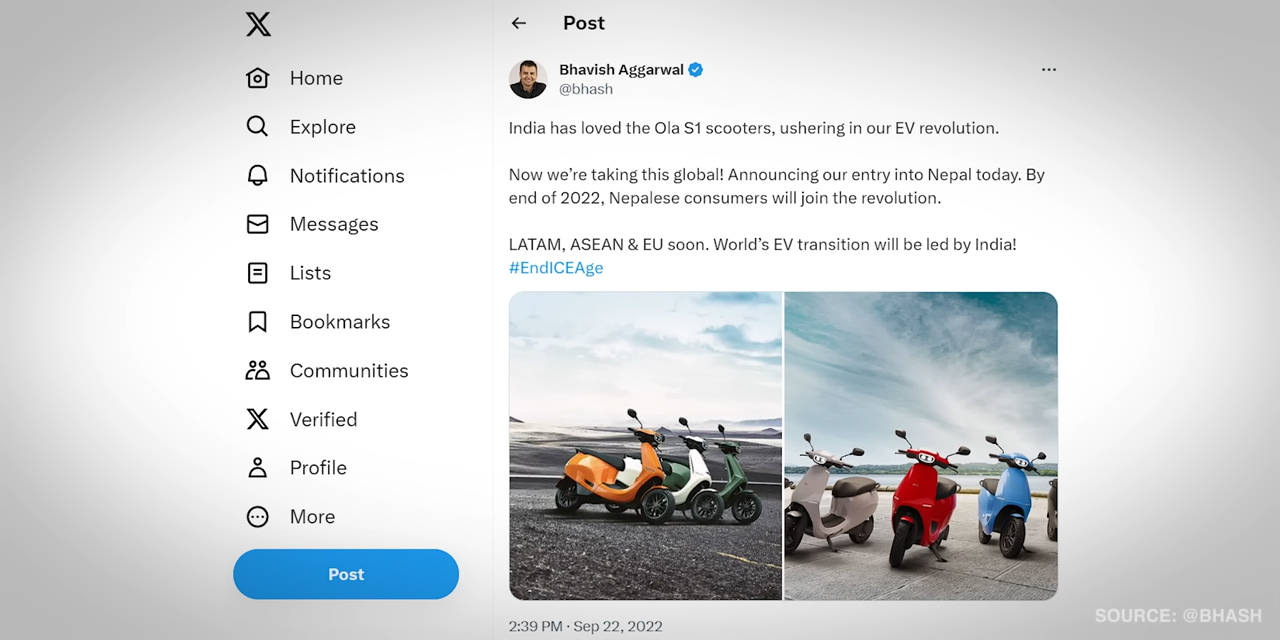 Home
Explore
Notifications
Messages
Lists
Bookmarks
Communities
Verified
Profile
More
Post
Post
Bhavish Aggarwal
@bhash
India has loved the Ola S1 scooters, ushering in our EV revolution.
Now we’re taking this global! Announcing our entry into Nepal today. By
end of 2022, Nepalese consumers will join the revolution.
LATAM, ASEAN & EU soon. World’s EV transition will be led by India!
#EndICEAge
2:39 PM · Sep 22, 2022
SOURCE: @BHASH